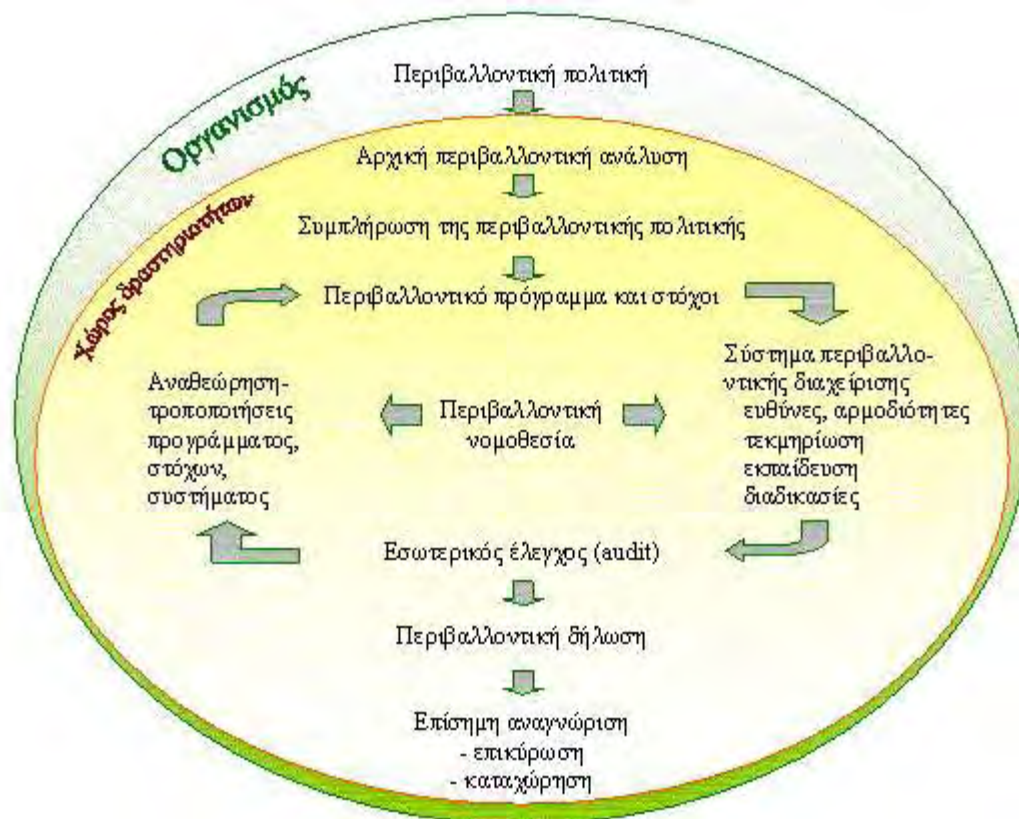 Οργανισμός
Χώρος δραστηριοτήτων
Περιβαλλοντική πολιτική
Αρχική περιβαλλοντική ανάλυση
Συμπλήρωση της περιβαλλοντικής πολιτικής
Περιβαλλοντικό πρόγραμμα και στόχοι
Σύστημα περιβαλλο-
ντικής διαχείρισης
ευθύνες, αρμοδιότητες
τεκμηρίωση
εκπαίδευση
διαδικασίες
Περιβαλλοντική
νομοθεσία
Αναθεώρηση-
τροποποιήσεις
προγράμματος,
στόχων,
συστήματος
Εσωτερικός έλεγχος (audit)
Περιβαλλοντική δήλωση
Επίσημη αναγνώριση
- επικύρωση
- καταχώρηση